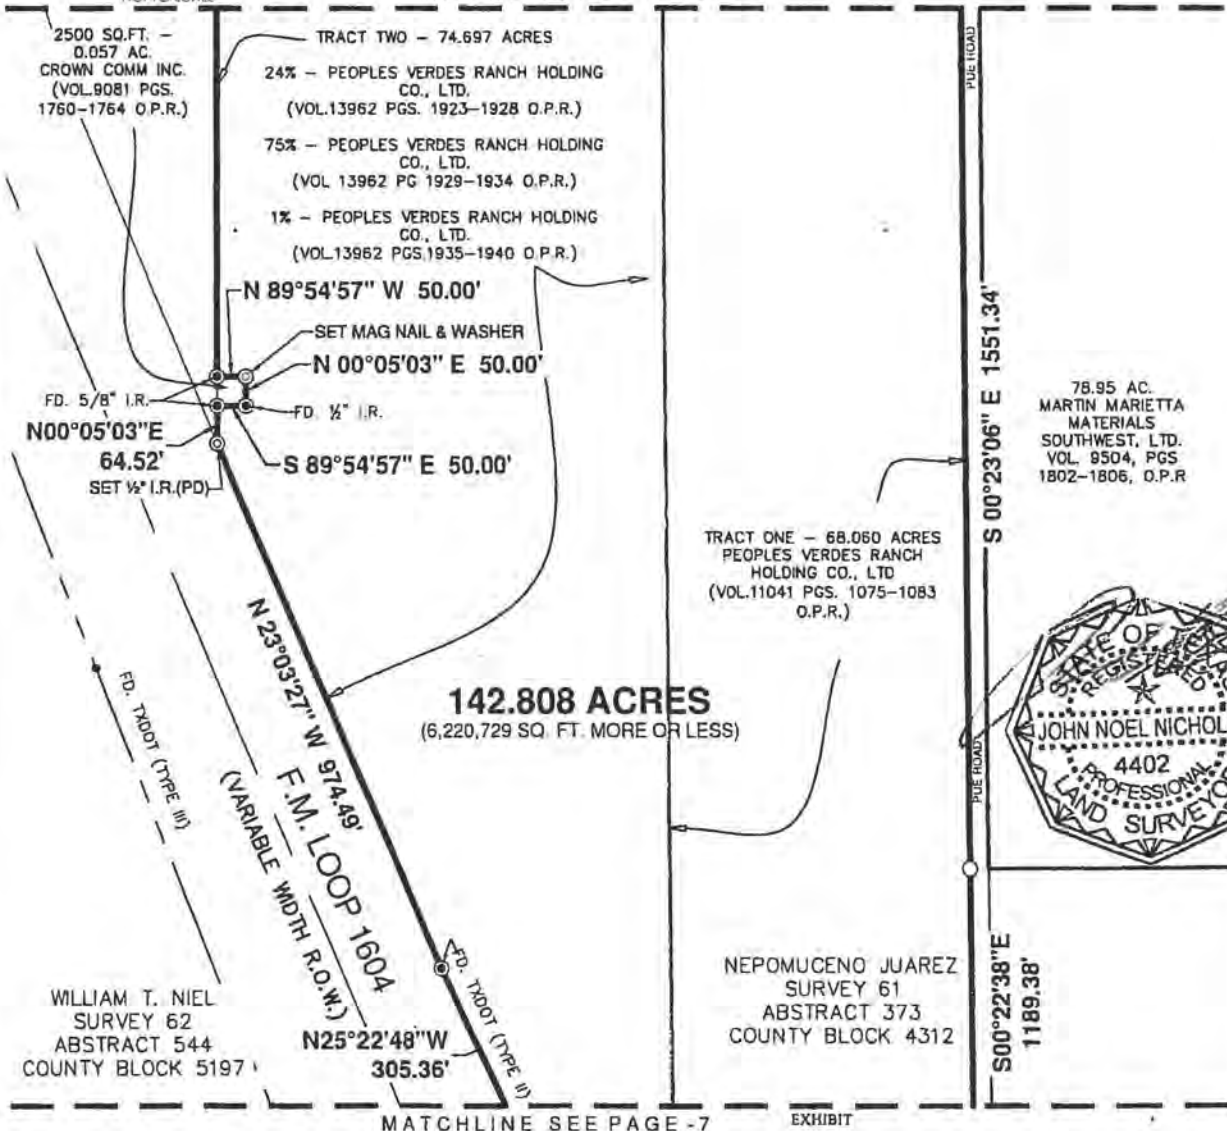 2500 SQ.FT. –
0.057 AC.
CROWN COMM INC.
(VOL.9081 PGS.
1760–1764 O.P.R.)
TRACT TWO – 74.697 ACRES
24% – PEOPLES VERDES RANCH HOLDING
CO., LTD.
(VOL.13962 PGS. 1923–1928 O.P.R.)
75% – PEOPLES VERDES RANCH HOLDING
CO., LTD.
(VOL 13962 PG 1929–1934 O.P.R.)
1% – PEOPLES VERDES RANCH HOLDING
CO., LTD.
(VOL.13962 PGS.1935–1940 O.P.R.)
N 89°54'57" W 50.00'
SET MAG NAIL & WASHER
N 00°05'03" E 50.00'
FD. 5/8" I.R.
FD. ½" I.R.
N00°05'03"E
64.52'
S 89°54'57" E 50.00'
SET ½" I.R.(PD)
PUE ROAD
S 00°23'06" E 1551.34'
78.95 AC.
MARTIN MARIETTA
MATERIALS
SOUTHWEST, LTD.
VOL. 9504, PGS
1802–1806, O.P.R
TRACT ONE – 68.060 ACRES
PEOPLES VERDES RANCH
HOLDING CO., LTD
(VOL.11041 PGS. 1075–1083
O.P.R.)
N 23°03'27" W 974.49'
F.M. LOOP 1604
(VARIABLE WIDTH R.O.W.)
FD. TXDOT (TYPE III)
142.808 ACRES
(6,220,729 SQ. FT. MORE OR LESS)
STATE OF
REGISTERED
JOHN NOEL NICHOL
4402
PROFESSIONAL
LAND SURVEYO
PUE ROAD
FD. TXDOT (TYPE II)
N25°22'48"W
305.36'
WILLIAM T. NIEL
SURVEY 62
ABSTRACT 544
COUNTY BLOCK 5197
NEPOMUCENO JUAREZ
SURVEY 61
ABSTRACT 373
COUNTY BLOCK 4312
S00°22'38"E
1189.38'
MATCHLINE SEE PAGE -7
EXHIBIT